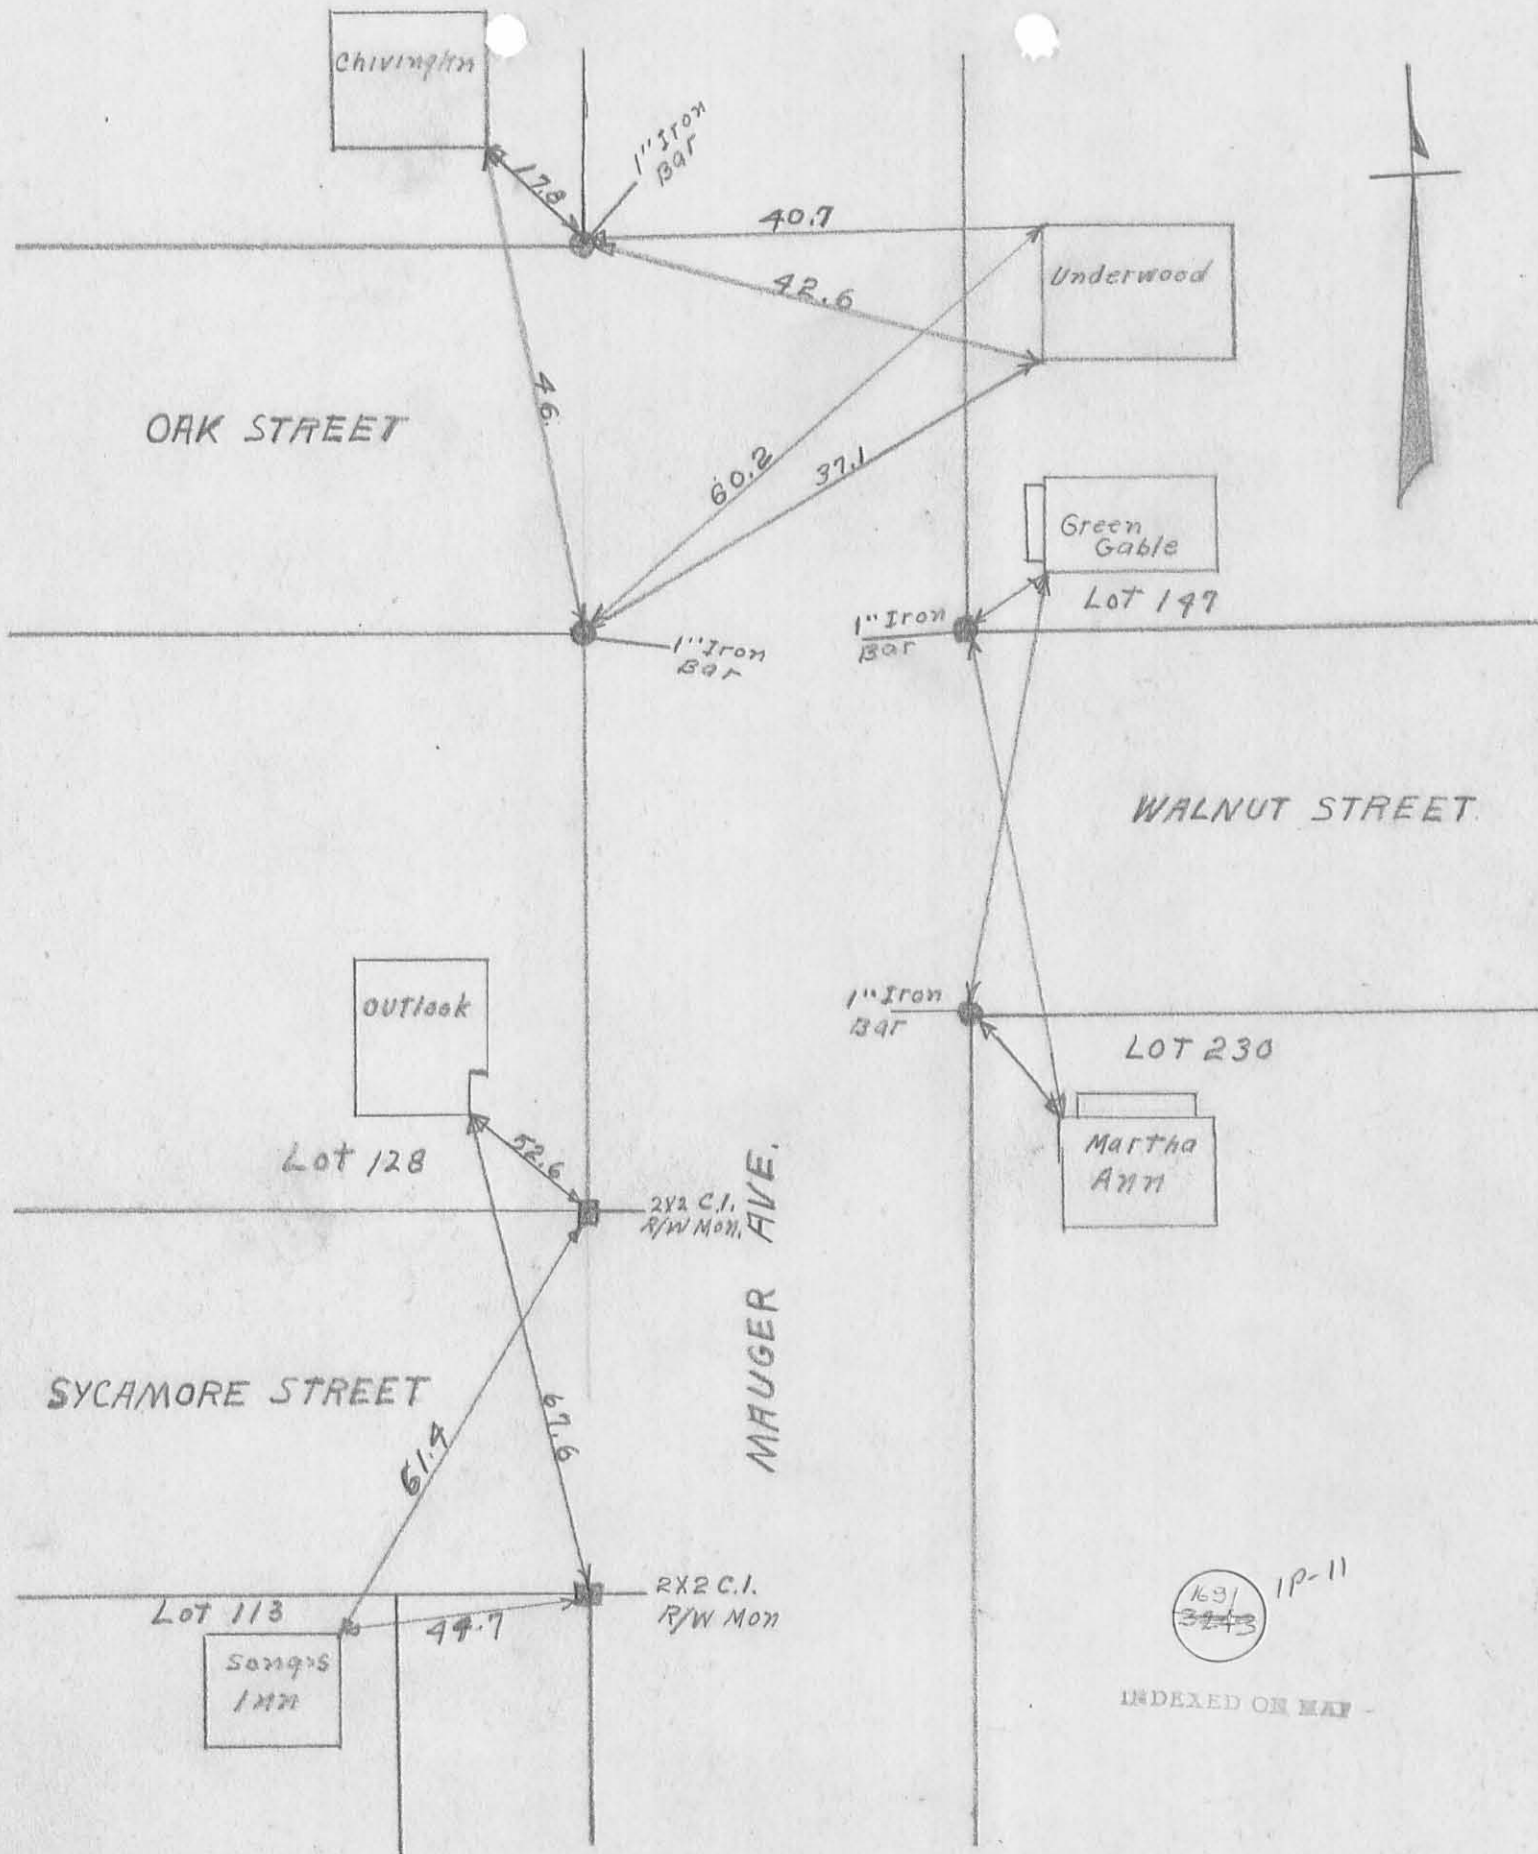 Chivingtn
1" Iron
Bar
17.8
40.7
42.6
Underwood
46
OAK STREET
60.2
37.1
Green
Gable
Lot 147
1" Iron
Bar
1" Iron
Bar
WALNUT STREET
Outlook
1" Iron
Bar
LOT 230
Martha
Ann
Lot 128
52.6
2X2 C.I.
R/W Mon.
MAUGER AVE.
SYCAMORE STREET
61.4
67.6
2X2 C.I.
R/W Mon
Lot 113
44.7
Inn
1691
3243
1P-11
INDEXED ON MAP